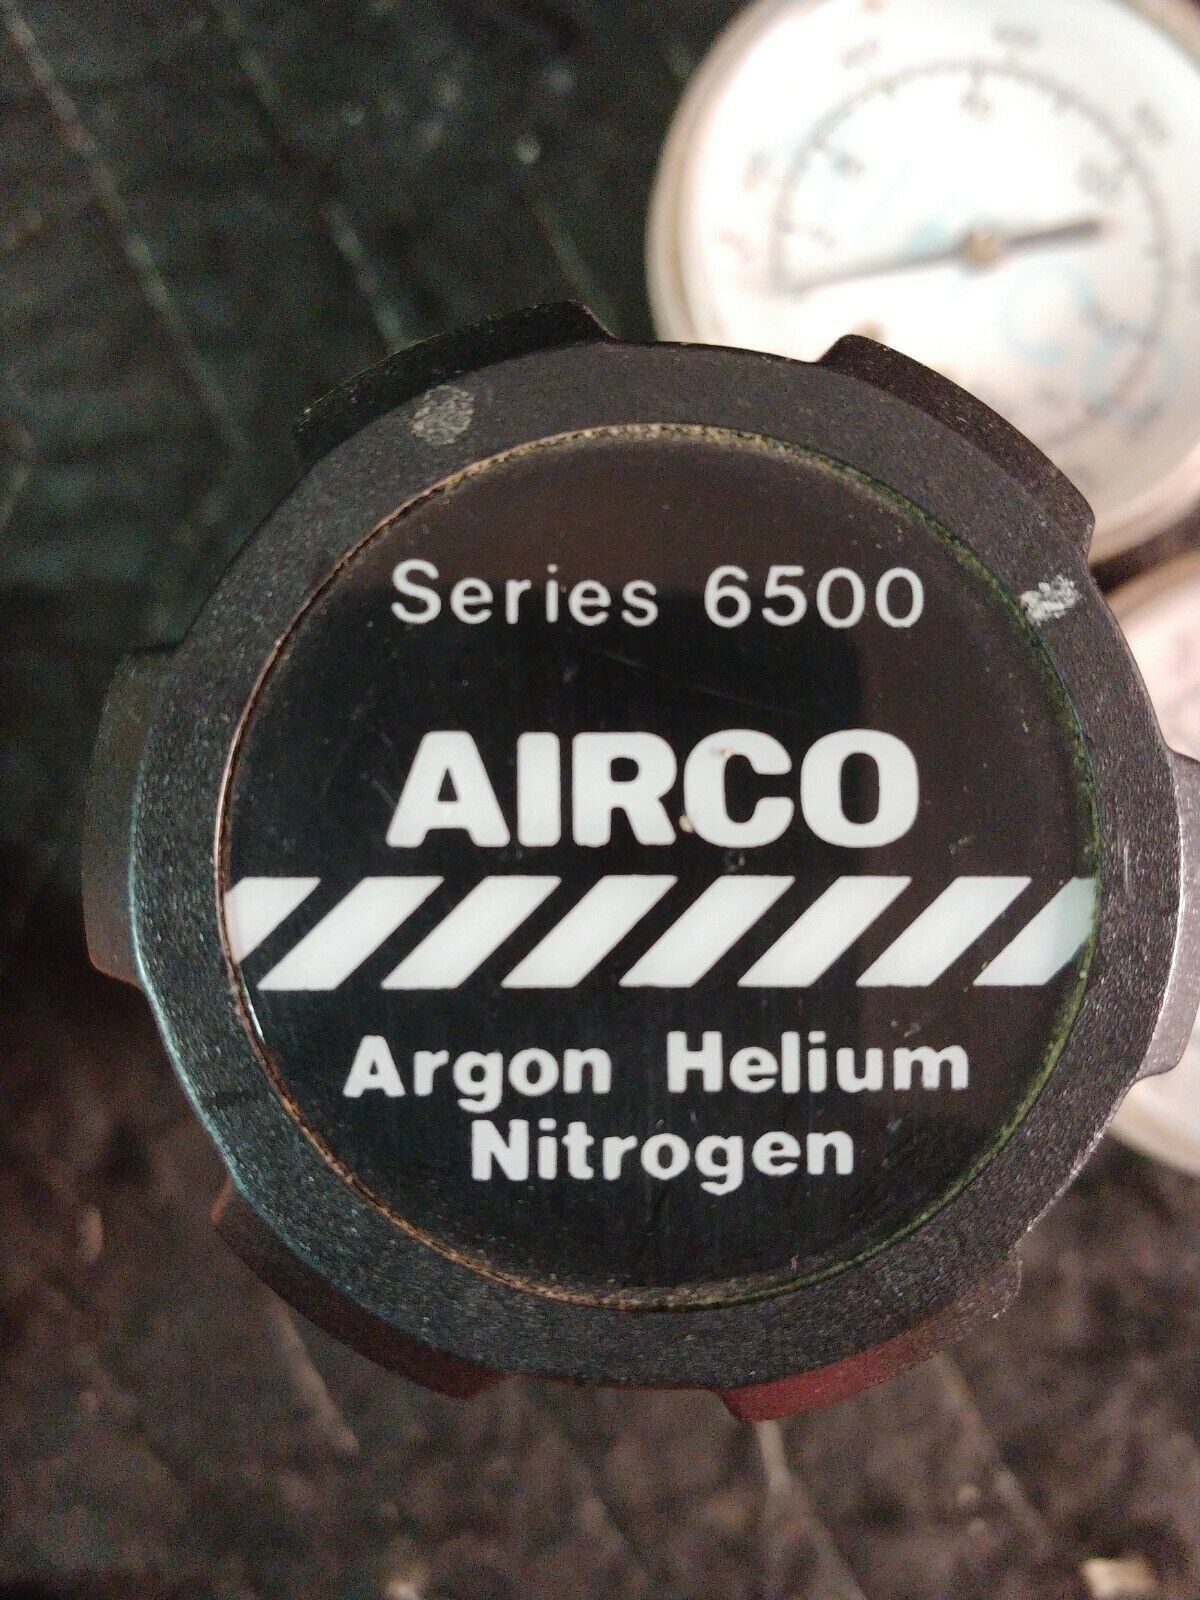 Series 6500
AIRCO
Argon Helium
Nitrogen